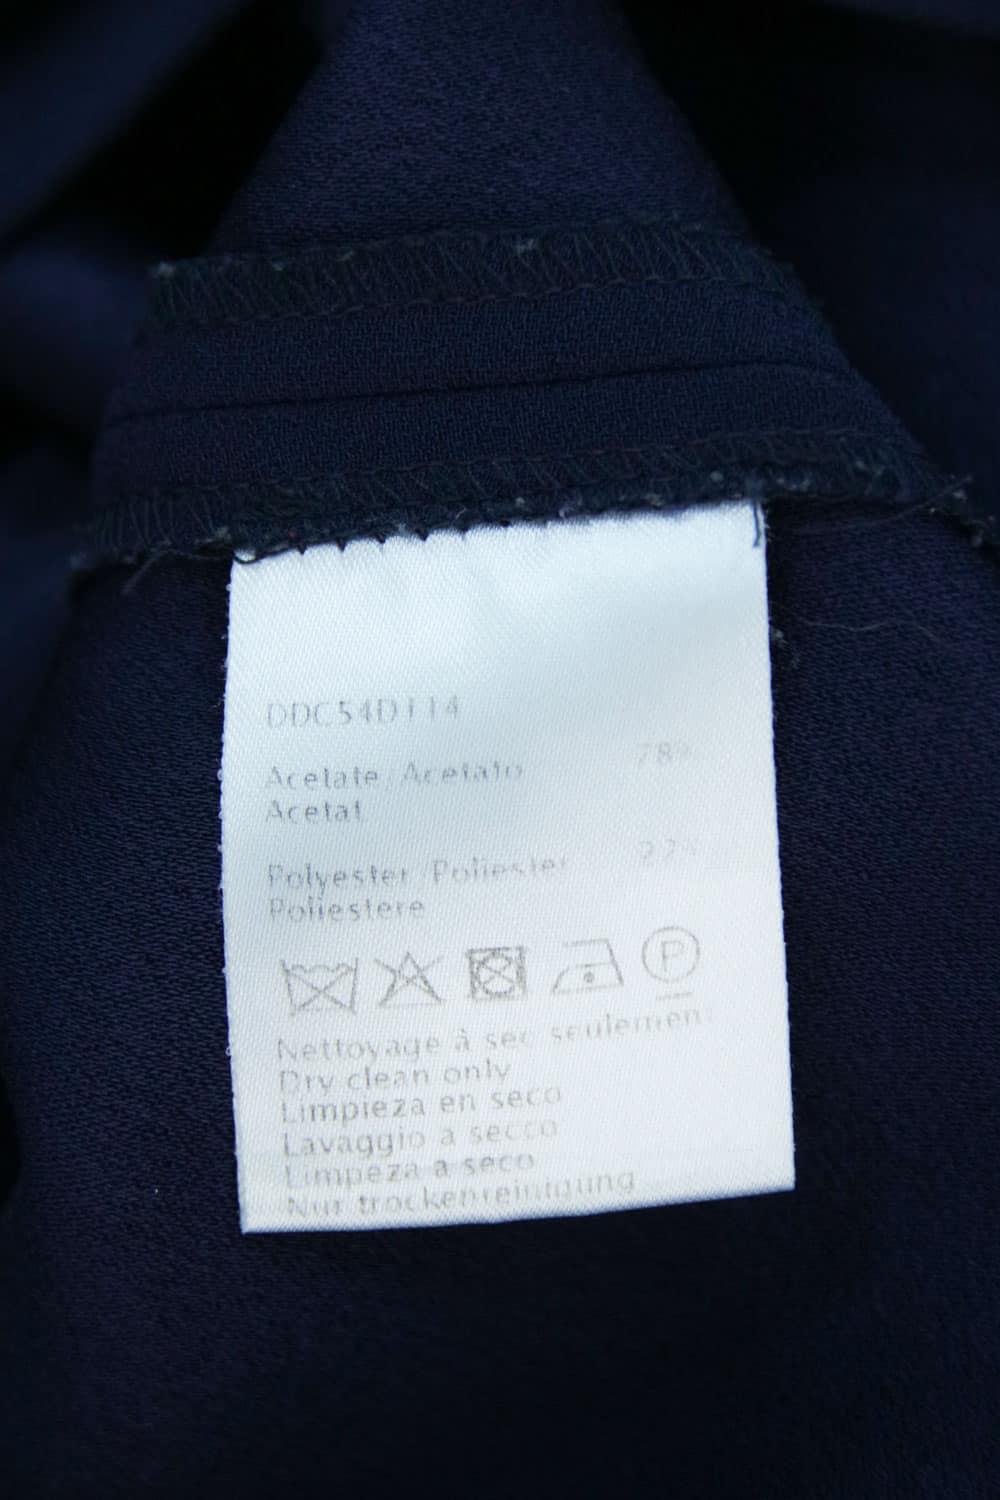 DDC54D114
Acetate/Acetato 78%
Acetat
Polyester/Poliester 22%
Poliestere
P
Nettoyage à sec seulement
Dry clean only
Limpieza en seco
Lavaggio a secco
Limpeza a seco
Nur trockenreinigung